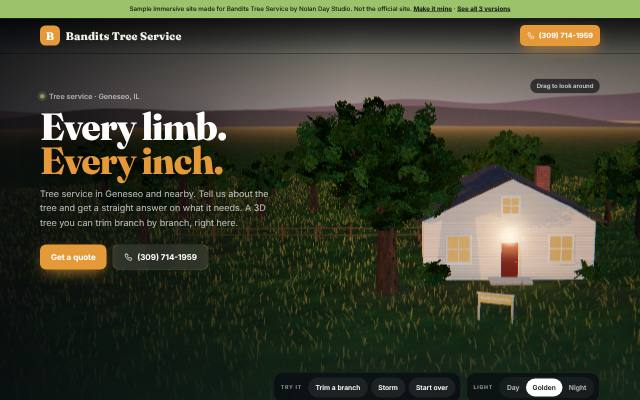 Sample Immersive site made for Bandits Tree Service by Nolan Day Studio. Not the official site. Make it mine · See all 3 versions
B Bandits Tree Service
(309) 714-1959
Drag to look around
Tree service · Geneseo, IL
Every limb.
Every inch.
Tree service in Geneseo and nearby. Tell us about the
tree and get a straight answer on what it needs. A 3D
tree you can trim branch by branch, right here.
Get a quote
(309) 714-1959
TRY IT Trim a branch Storm Start over
LIGHT Day Golden Night